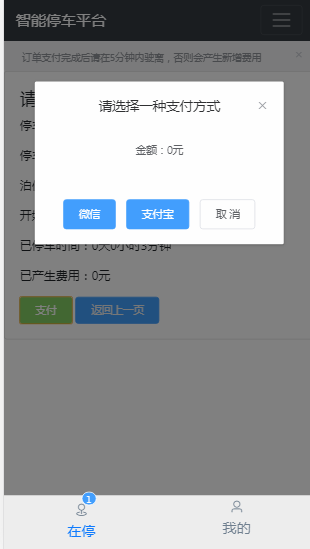 智能停车平台
订单支付完成后请在5分钟内驶离，否则会产生新增费用
请
请选择一种支付方式
停车
金额：0元
停车
泊位
微信 支付宝 取 消
开始
已停车时间：0天0小时3分钟
已产生费用：0元
支付 返回上一页
1
在停 我的